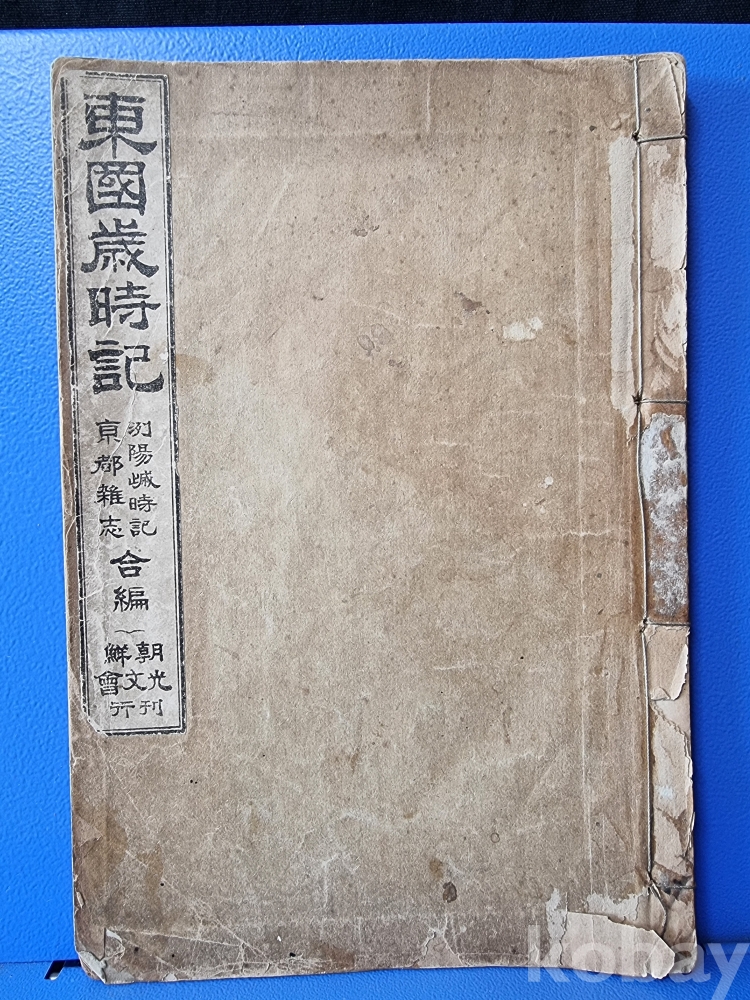 東國歲時記
洌陽歲時記
京都雜志
合編
朝鮮
光文會
刊行
kobay